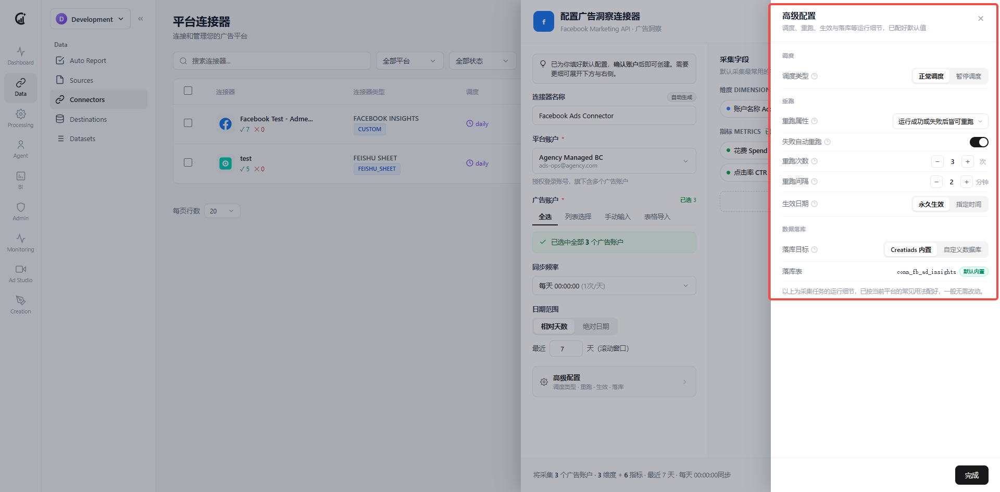 Dashboard
Data
Processing
Agent
BI
Admin
Monitoring
Ad Studio
Creation
D Development
Data
Auto Report
Sources
Connectors
Destinations
Datasets
平台连接器
连接和管理您的广告平台
搜索连接器...
全部平台
全部状态
连接器 连接器类型 调度
Facebook Test - Adme...
✓ 7 ✕ 0
FACEBOOK INSIGHTS
CUSTOM
daily
test
✓ 5 ✕ 0
FEISHU SHEET
FEISHU_SHEET
daily
每页行数 20
配置广告洞察连接器
Facebook Marketing API · 广告洞察
已为你填好默认配置，确认账户后即可创建。需要
更细可展开下方与右侧。
连接器名称 自动生成
Facebook Ads Connector
平台账户 *
Agency Managed BC
ads-ops@agency.com
授权登录账号，旗下含多个广告账户
广告账户 * 已选 3
全选 列表选择 手动输入 表格导入
已选中全部 3 个广告账户
同步频率
每天 00:00:00 (1次/天)
日期范围
相对天数 绝对日期
最近 7 天（滚动窗口）
高级配置
调度类型 · 重跑 · 生效 · 落库
将采集 3 个广告账户 · 3 维度 + 6 指标 · 最近 7 天 · 每天 00:00:00同步
采集字段
默认采集最常用的
维度 DIMENSION
账户名称 Ac
指标 METRICS
花费 Spend
点击率 CTR
高级配置
调度、重跑、生效与落库等运行细节，已配好默认值
调度
调度类型 正常调度 暂停调度
重跑
重跑属性 运行成功或失败后皆可重跑
失败自动重跑
重跑次数 − 3 + 次
重跑间隔 − 2 + 分钟
生效日期 永久生效 指定时间
数据落库
落库目标 Creatiads 内置 自定义数据库
落库表 conn_fb_ad_insights 默认内置
以上为采集任务的运行细节，已按当前平台的常见用法配好，一般无需改动。
完成